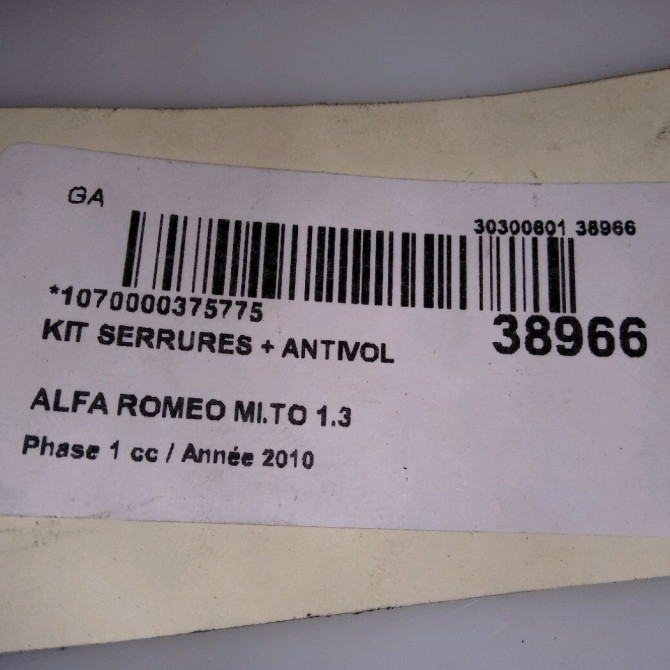 GA
30300801 38966
*1070000375775
38966
KIT SERRURES + ANTIVOL
ALFA ROMEO MI.TO 1.3
Phase 1 cc / Année 2010